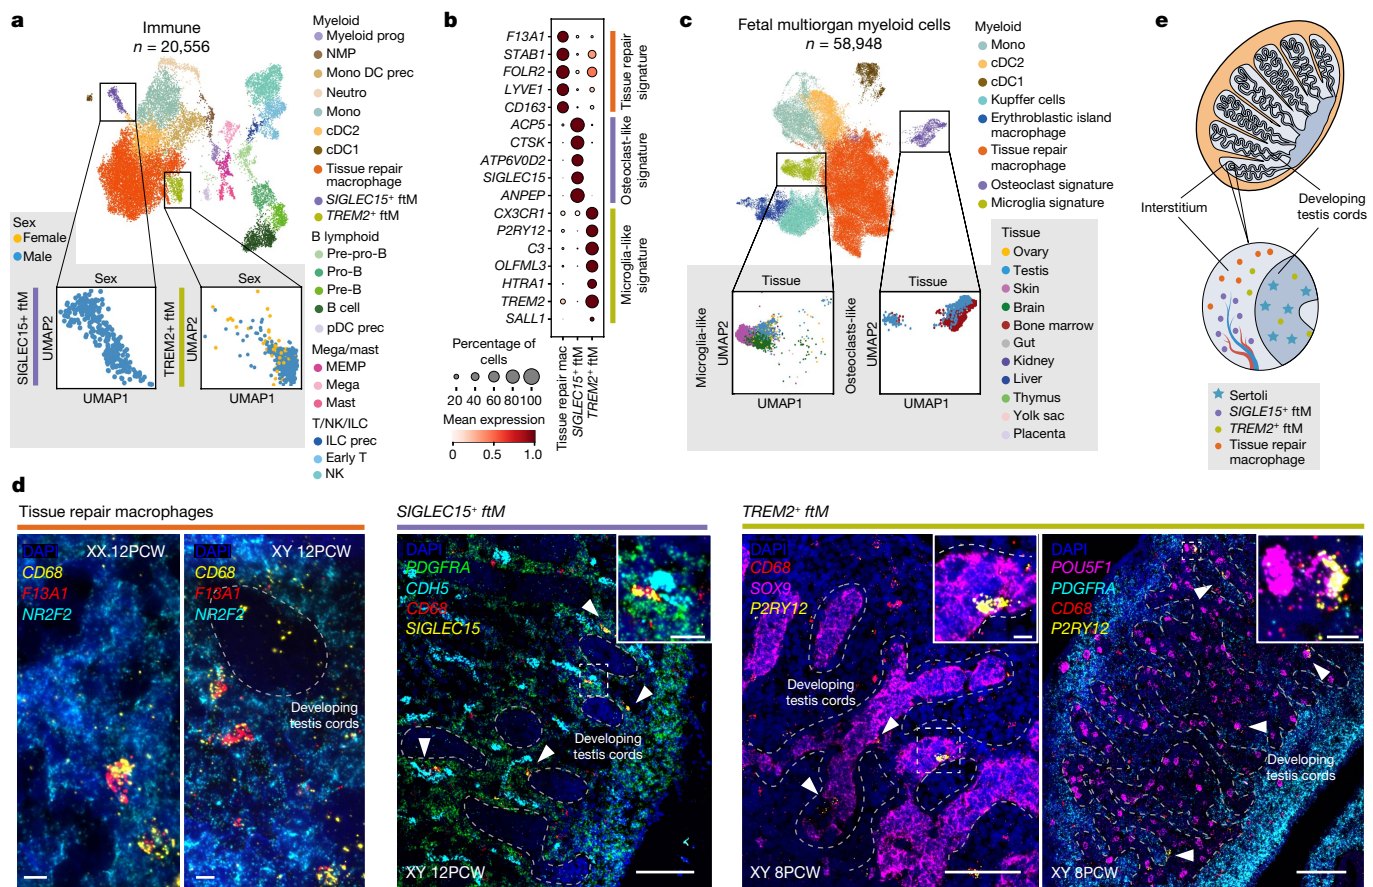 a
Immune
n = 20,556
Myeloid
Myeloid prog
NMP
Mono DC prec
Neutro
Mono
cDC2
cDC1
Tissue repair
macrophage
SIGLEC15+ ftM
TREM2+ ftM
B lymphoid
Pre-pro-B
Pro-B
Pre-B
B cell
pDC prec
Mega/mast
MEMP
Mega
Mast
T/NK/ILC
ILC prec
Early T
NK
Sex
Female
Male
Sex
SIGLEC15+ ftM
UMAP2
UMAP1
Sex
TREM2+ ftM
UMAP2
UMAP1
b
F13A1
STAB1
FOLR2
LYVE1
CD163
ACP5
CTSK
ATP6V0D2
SIGLEC15
ANPEP
CX3CR1
P2RY12
C3
OLFML3
HTRA1
TREM2
SALL1
Tissue repair
signature
Osteoclast-like
signature
Microglia-like
signature
Tissue repair mac
SIGLEC15+ ftM
TREM2+ ftM
Percentage of
cells
20 40 60 80 100
Mean expression
0 0.5 1.0
c
Fetal multiorgan myeloid cells
n = 58,948
Myeloid
Mono
cDC2
cDC1
Kupffer cells
Erythroblastic island
macrophage
Tissue repair
macrophage
Osteoclast signature
Microglia signature
Tissue
Ovary
Testis
Skin
Brain
Bone marrow
Gut
Kidney
Liver
Thymus
Yolk sac
Placenta
Tissue
Microglia-like
UMAP2
UMAP1
Tissue
Osteoclasts-like
UMAP2
UMAP1
e
Interstitium
Developing
testis cords
Sertoli
SIGLE15+ ftM
TREM2+ ftM
Tissue repair
macrophage
d
Tissue repair macrophages
DAPI
CD68
F13A1
NR2F2
XX 12PCW
DAPI
CD68
F13A1
NR2F2
XY 12PCW
Developing
testis cords
SIGLEC15+ ftM
DAPI
PDGFRA
CDH5
CD68
SIGLEC15
Developing
testis cords
XY 12PCW
TREM2+ ftM
DAPI
CD68
SOX9
P2RY12
Developing
testis cords
XY 8PCW
DAPI
POU5F1
PDGFRA
CD68
P2RY12
Developing
testis cords
XY 8PCW